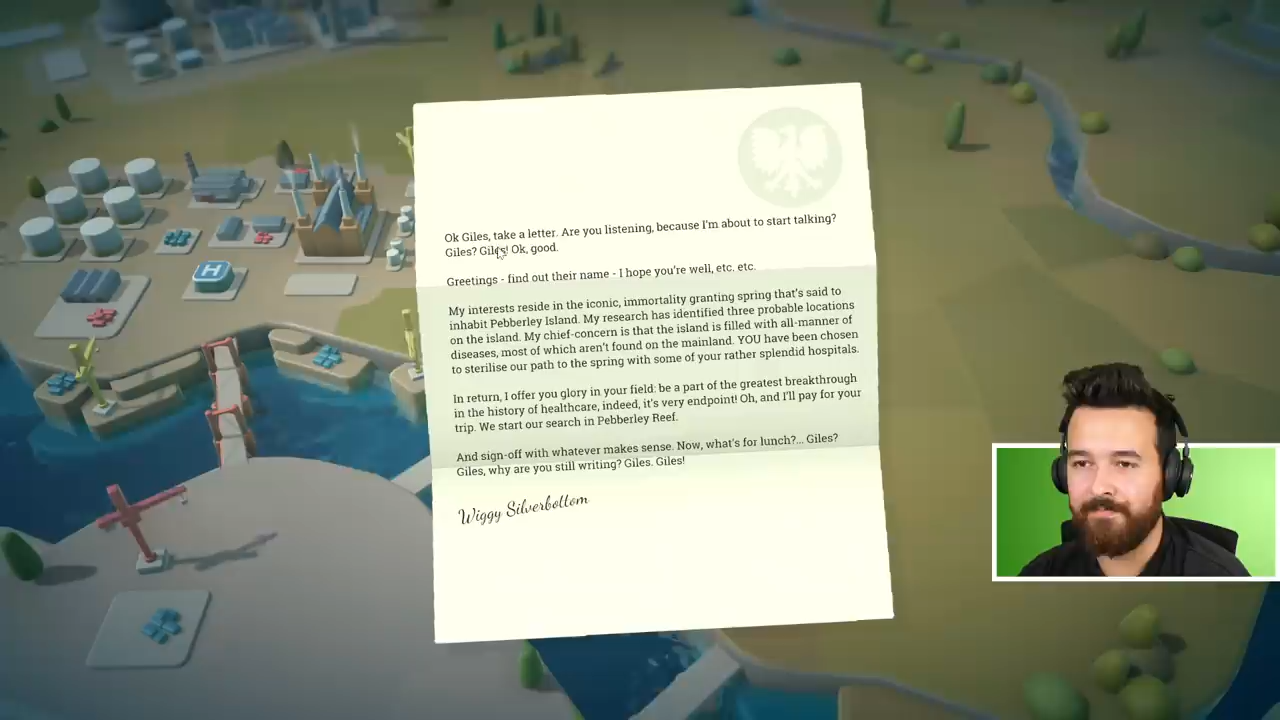 Ok Giles, take a letter. Are you listening, because I'm about to start talking?
Giles? Giles! Ok, good.
Greetings - find out their name - I hope you're well, etc. etc.
My interests reside in the iconic, immortality granting spring that's said to
inhabit Pebberley Island. My research has identified three probable locations
on the island. My chief-concern is that the island is filled with all-manner of
diseases, most of which aren't found on the mainland. YOU have been chosen
to sterilise our path to the spring with some of your rather splendid hospitals.
In return, I offer you glory in your field: be a part of the greatest breakthrough
in the history of healthcare, indeed, it's very endpoint! Oh, and I'll pay for your
trip. We start our search in Pebberley Reef.
And sign-off with whatever makes sense. Now, what's for lunch?... Giles?
Giles, why are you still writing? Giles. Giles!
Wiggy Silverbottom
H